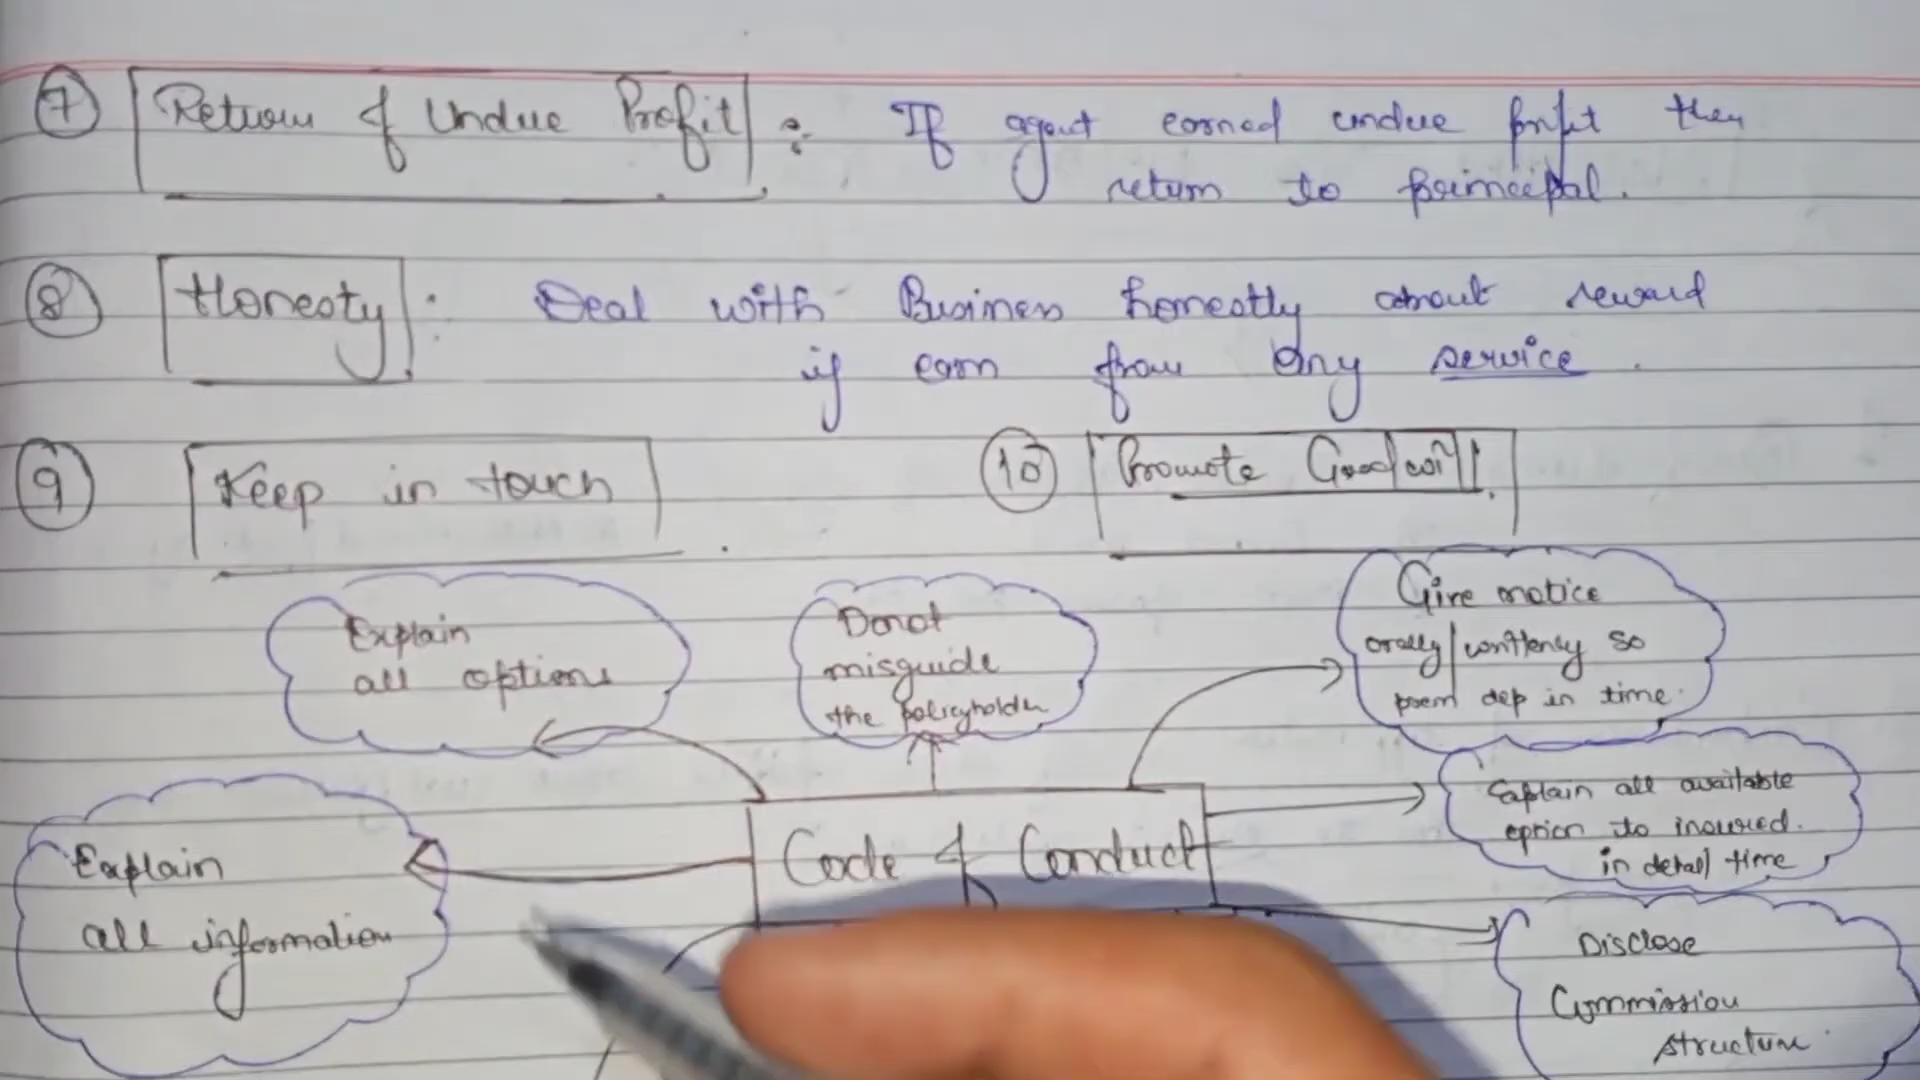 7 Return of Undue Profit : If agent earned undue profit then
return to principal.
8 Honesty : Deal with Business honestly about reward
if earn from any service.
9 Keep in touch
10 Promote Goodwill.
Explain
all options
Donot
misguide
the policyholder
Give notice
orally/writtenly so
prem dep in time.
Explain all available
option to insured.
in detail/time
Code of Conduct
Explain
all information
Disclose
Commission
structure.